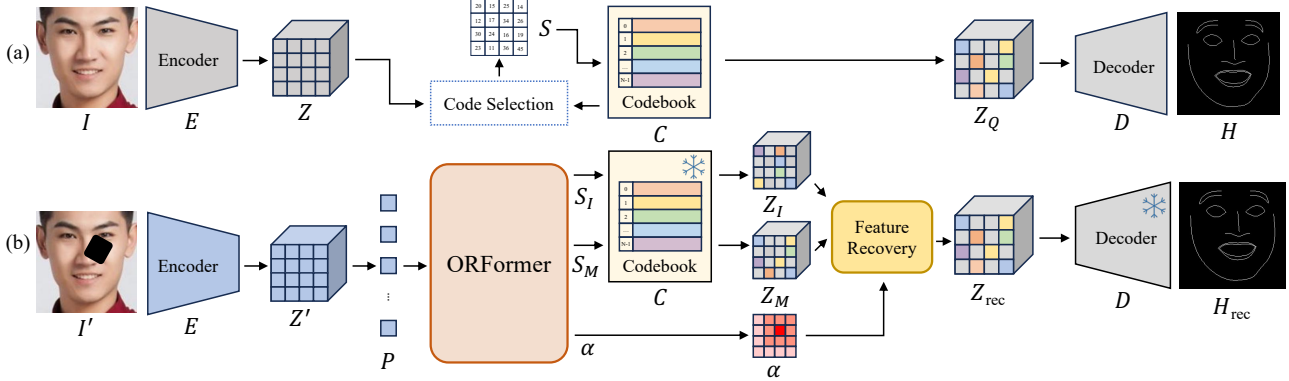 (a)
I
Encoder
E
Z
Code Selection
20 15 25 14
12 17 34 26
30 24 16 19
23 11 36 45
S
0
1
2
...
N-1
Codebook
C
Z_Q
Decoder
D
H
(b)
I′
Encoder
E
Z′
⋮
P
ORFormer
S_I
S_M
α
0
1
2
...
N-1
Codebook
C
Z_I
Z_M
α
Feature
Recovery
Z_rec
Decoder
D
H_rec